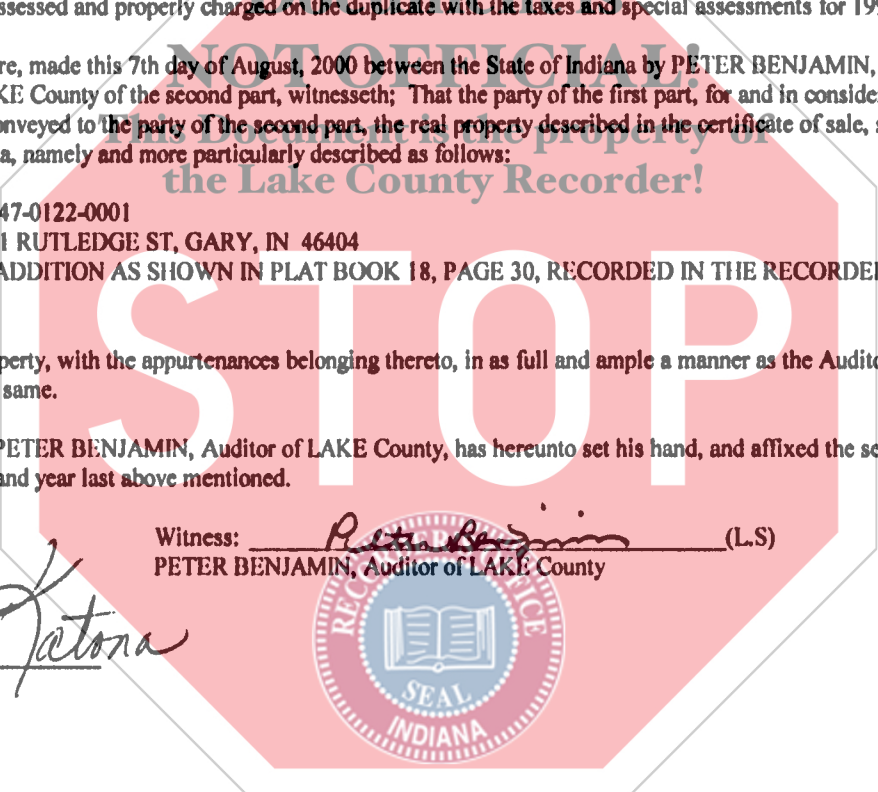 ssessed and properly charged on the duplicate with the taxes and special assessments for 19
NOT OFFICIAL!
re, made this 7th day of August, 2000 between the State of Indiana by PETER BENJAMIN,
KE County of the second part, witnesseth; That the party of the first part, for and in conside
onveyed to the party of the second part, the real property described in the certificate of sale,
This Document is the property of
a, namely and more particularly described as follows:
the Lake County Recorder!
47-0122-0001
1 RUTLEDGE ST, GARY, IN 46404
ADDITION AS SHOWN IN PLAT BOOK 18, PAGE 30, RECORDED IN THE RECORDER
STOP
perty, with the appurtenances belonging thereto, in as full and ample a manner as the Audito
same.
PETER BENJAMIN, Auditor of LAKE County, has hereunto set his hand, and affixed the se
and year last above mentioned.
Witness: Peter Benjamin (L.S)
PETER BENJAMIN, Auditor of LAKE County
Katona
RECORDER OFFICE
SEAL
INDIANA